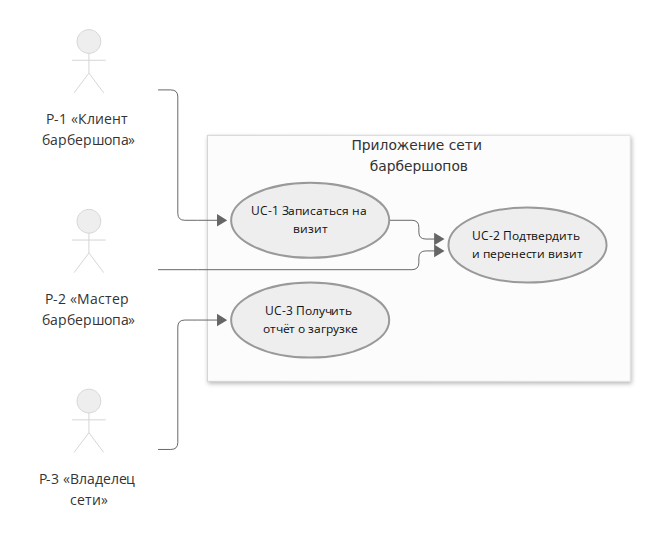 P-1 «Клиент
барбершопа»
Приложение сети
барбершопов
UC-1 Записаться на
визит
UC-2 Подтвердить
и перенести визит
P-2 «Мастер
барбершопа»
UC-3 Получить
отчёт о загрузке
P-3 «Владелец
сети»